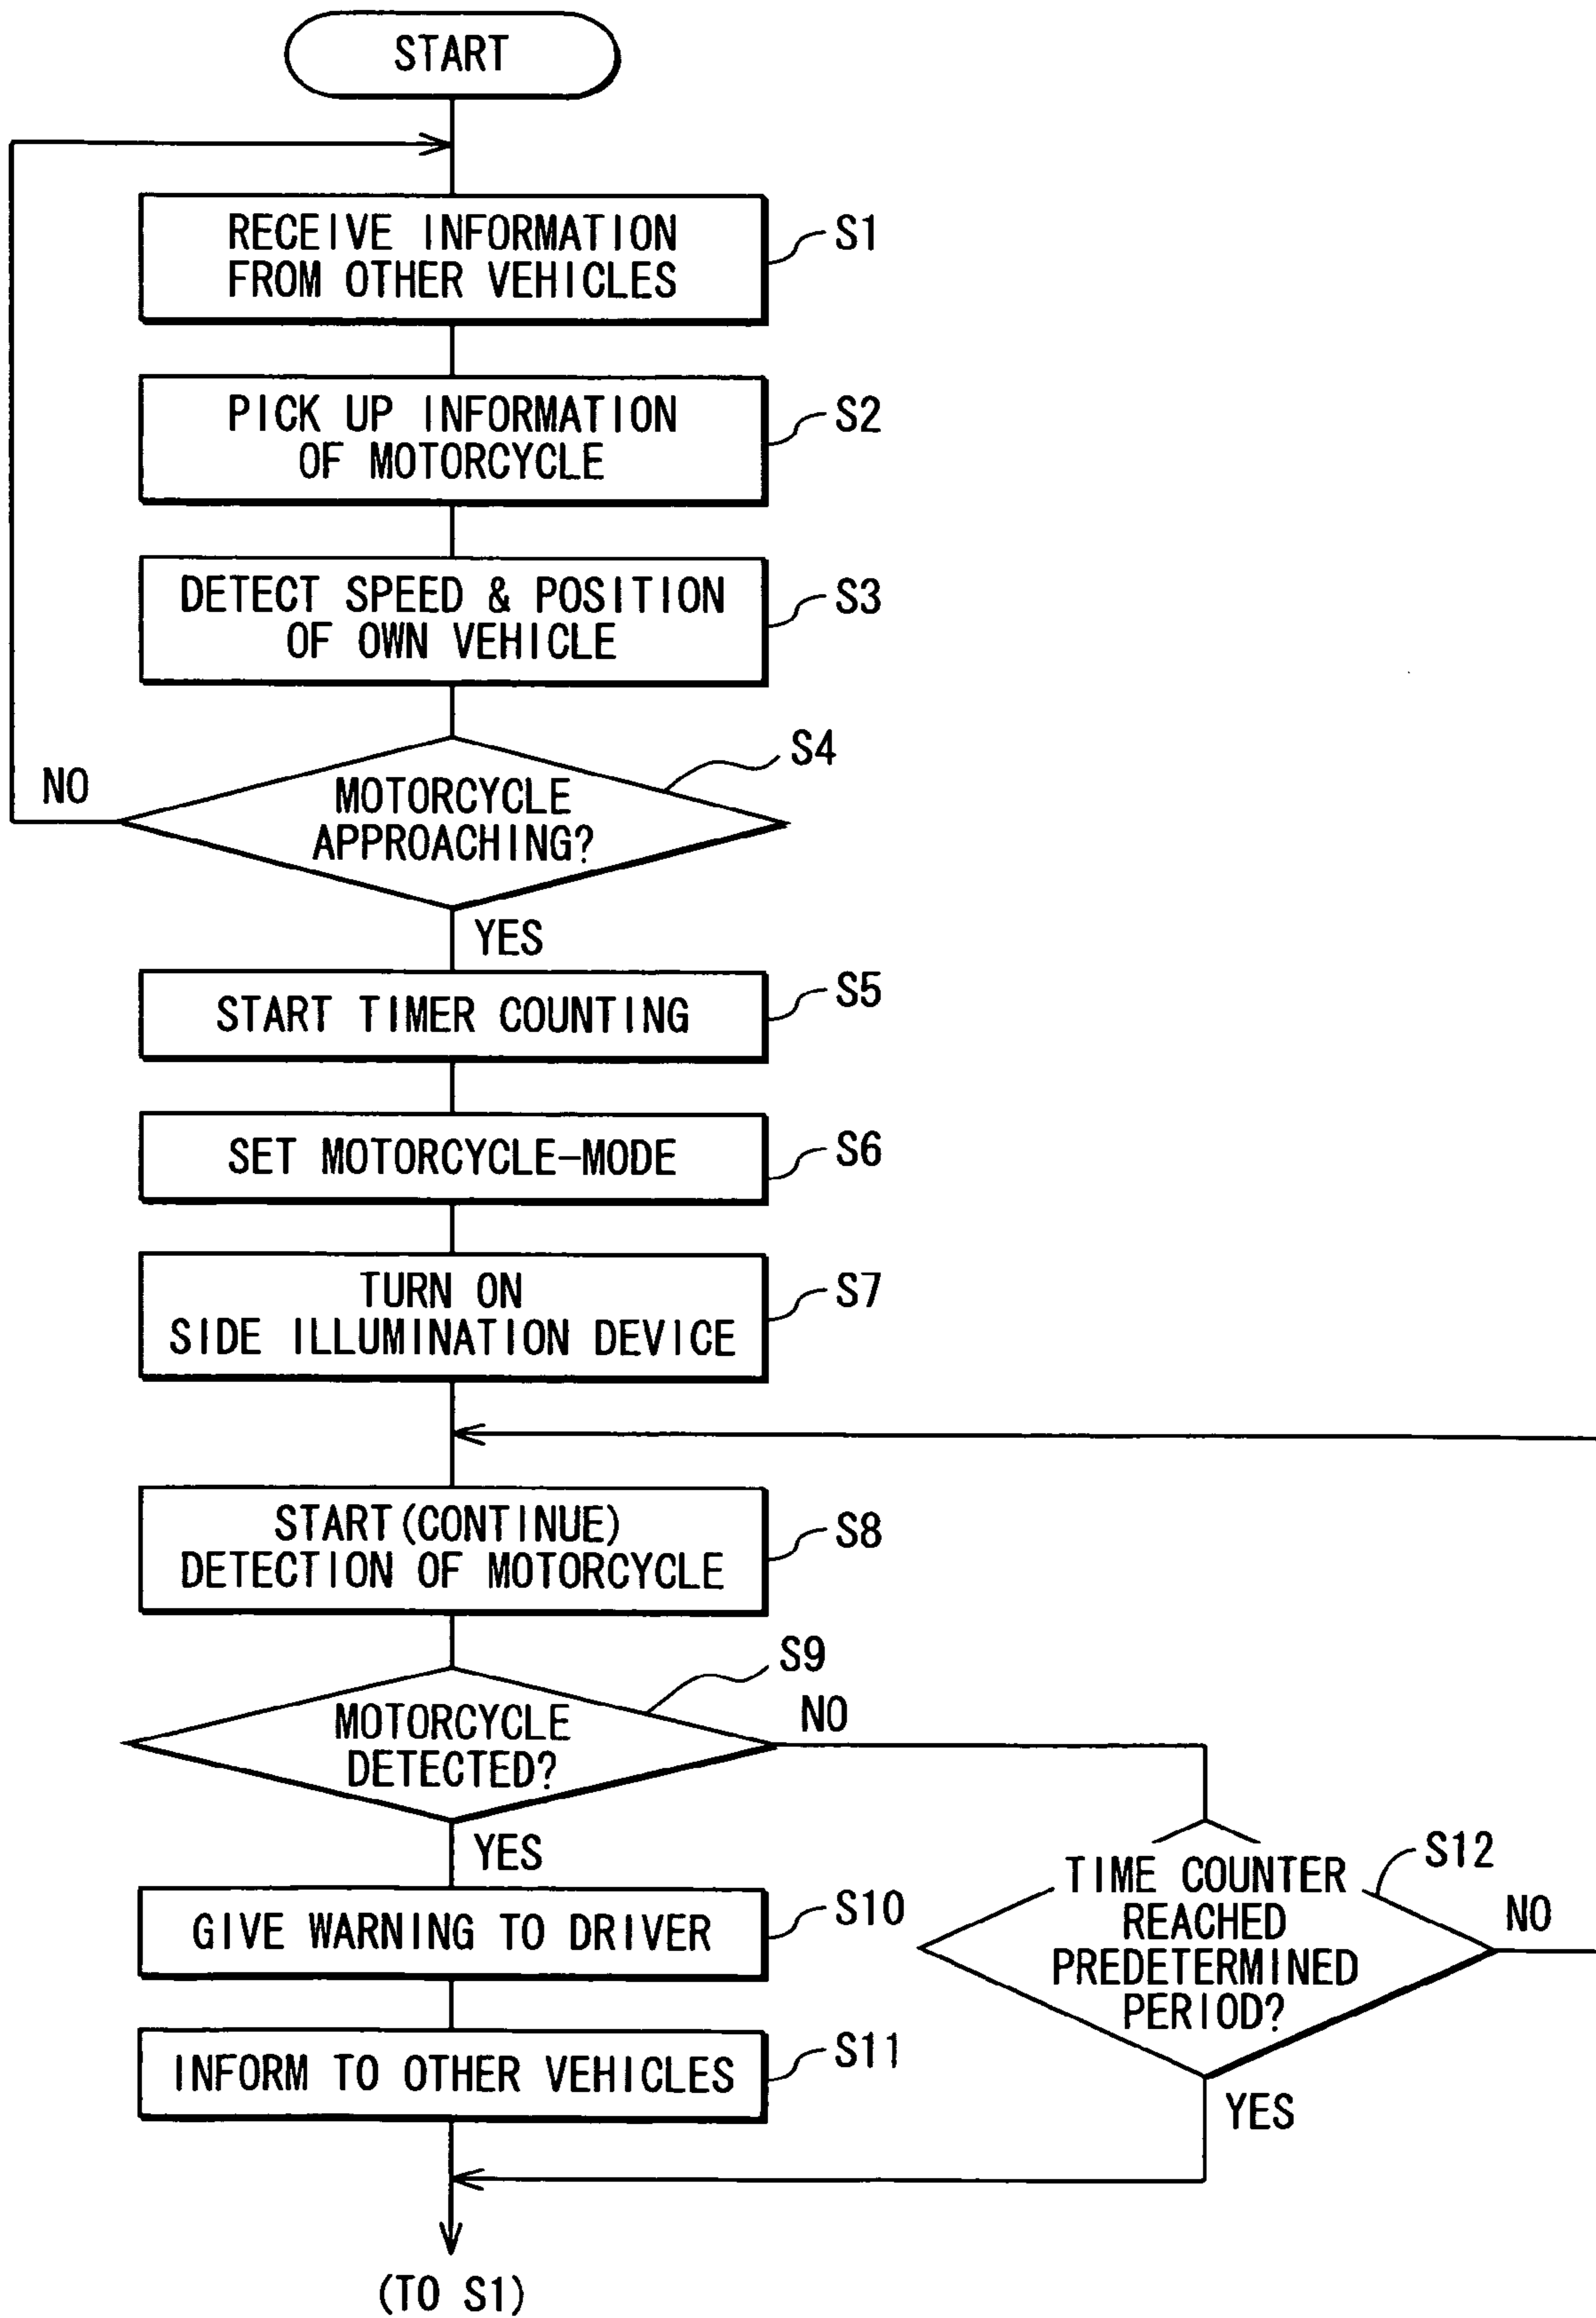 START
RECEIVE INFORMATION
FROM OTHER VEHICLES
S1
PICK UP INFORMATION
OF MOTORCYCLE
S2
DETECT SPEED & POSITION
OF OWN VEHICLE
S3
S4
NO
MOTORCYCLE
APPROACHING?
YES
START TIMER COUNTING
S5
SET MOTORCYCLE-MODE
S6
TURN ON
SIDE ILLUMINATION DEVICE
S7
START(CONTINUE)
DETECTION OF MOTORCYCLE
S8
S9
MOTORCYCLE
DETECTED?
NO
YES
S12
TIME COUNTER
REACHED
PREDETERMINED
PERIOD?
NO
GIVE WARNING TO DRIVER
S10
INFORM TO OTHER VEHICLES
S11
YES
(TO S1)